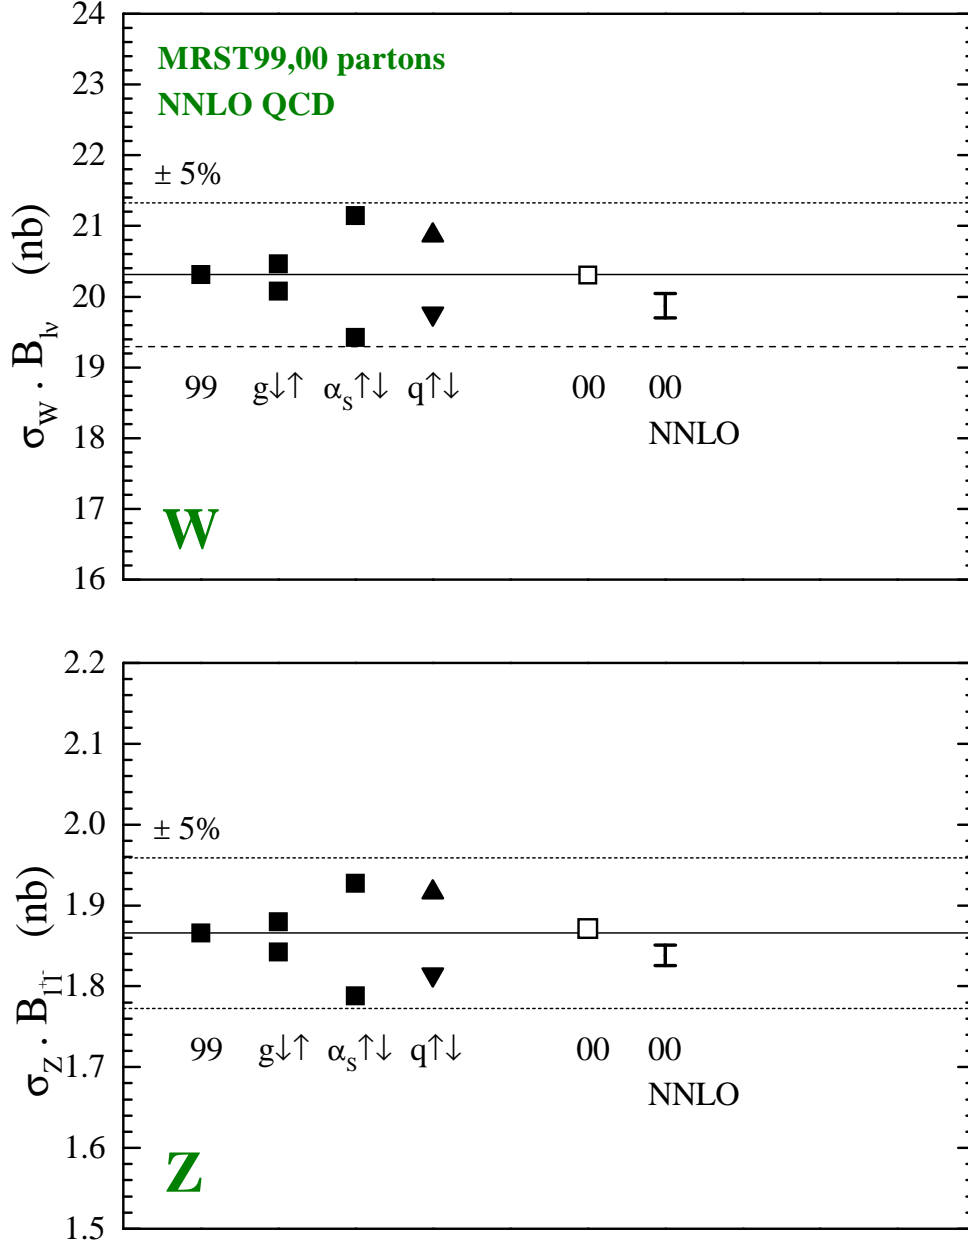 24
MRST99,00 partons
23
NNLO QCD
22
± 5%
21
20
19
99 g↓↑ αS↑↓ q↑↓ 00 00
18
NNLO
17
W
16
σW · Blν (nb)
2.2
2.1
2.0
± 5%
1.9
1.8
99 g↓↑ αS↑↓ q↑↓ 00 00
1.7
NNLO
1.6
Z
1.5
σZ · Bl+l- (nb)